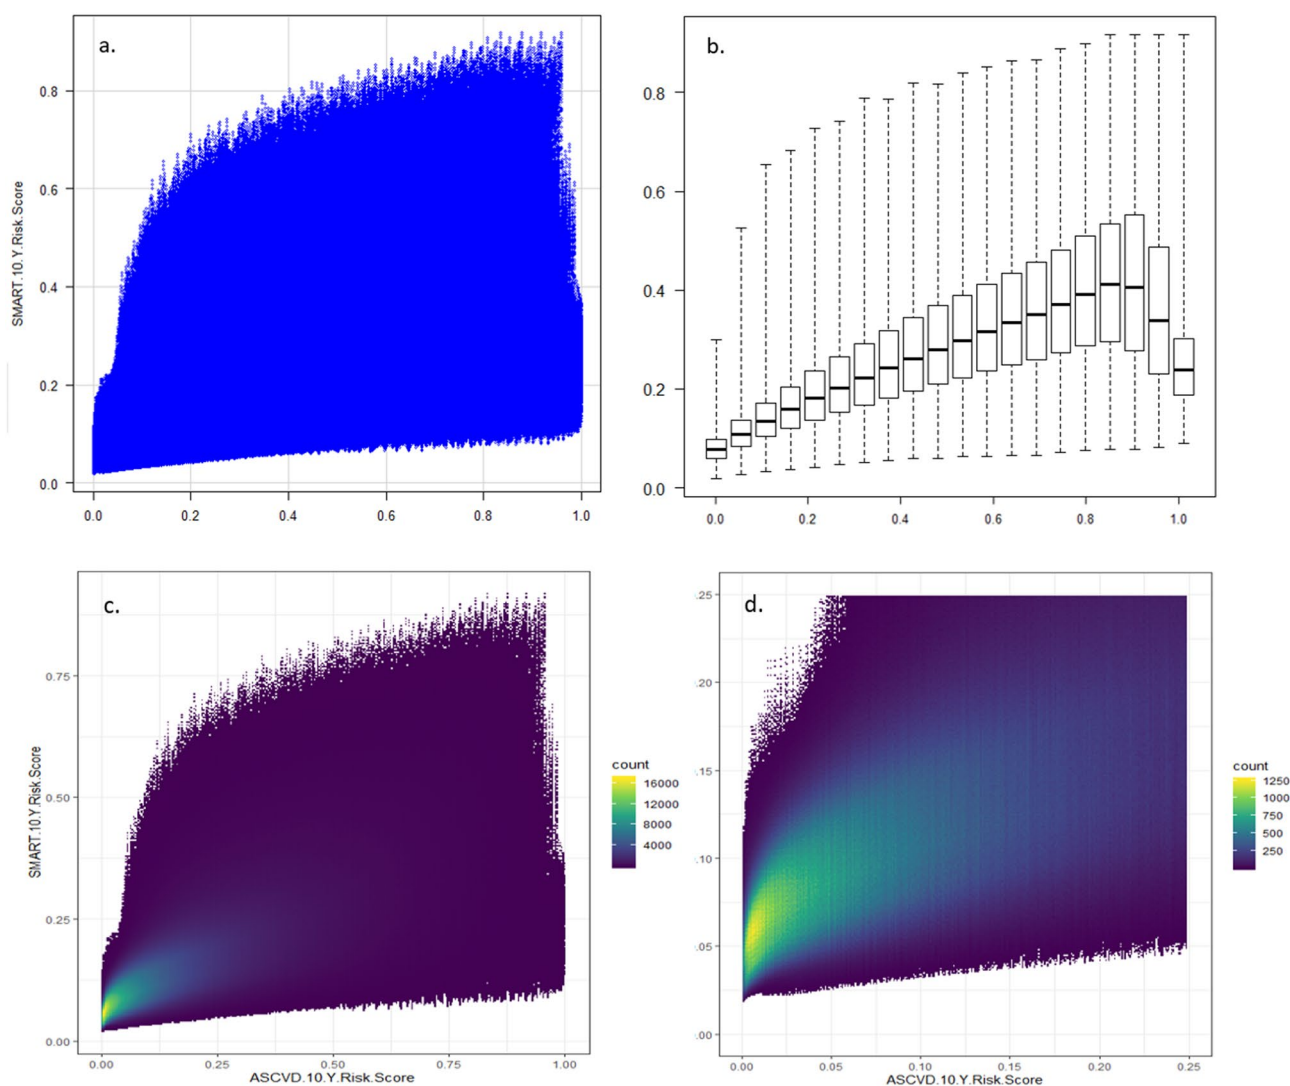 a.
SMART.10.Y.Risk.Score
0.8
0.6
0.4
0.2
0.0
0.0 0.2 0.4 0.6 0.8 1.0
b.
0.8
0.6
0.4
0.2
0.0
0.0 0.2 0.4 0.6 0.8 1.0
c.
SMART.10.Y.Risk.Score
0.75
0.50
0.25
0.00
0.00 0.25 0.50 0.75 1.00
ASCVD.10.Y.Risk.Score
count
16000
12000
8000
4000
d.
.25
.20
.15
.10
.05
.00
0.00 0.05 0.10 0.15 0.20 0.25
ASCVD.10.Y.Risk.Score
count
1250
1000
750
500
250